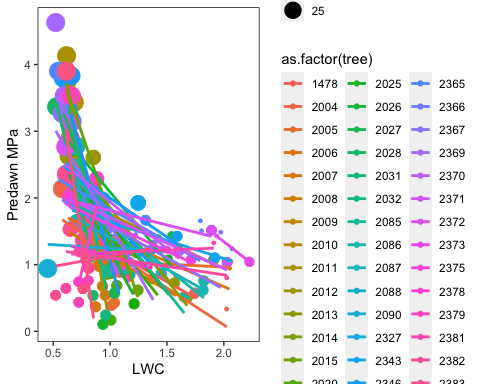 25
as.factor(tree)
1478 2025 2365
2004 2026 2366
2005 2027 2367
2006 2028 2369
2007 2031 2370
2008 2032 2371
2009 2085 2372
2010 2086 2373
2011 2087 2375
2012 2088 2378
2013 2090 2379
2014 2327 2381
2015 2343 2382
2020 2346 2383
Predawn MPa
4
3
2
1
0
0.5 1.0 1.5 2.0
LWC